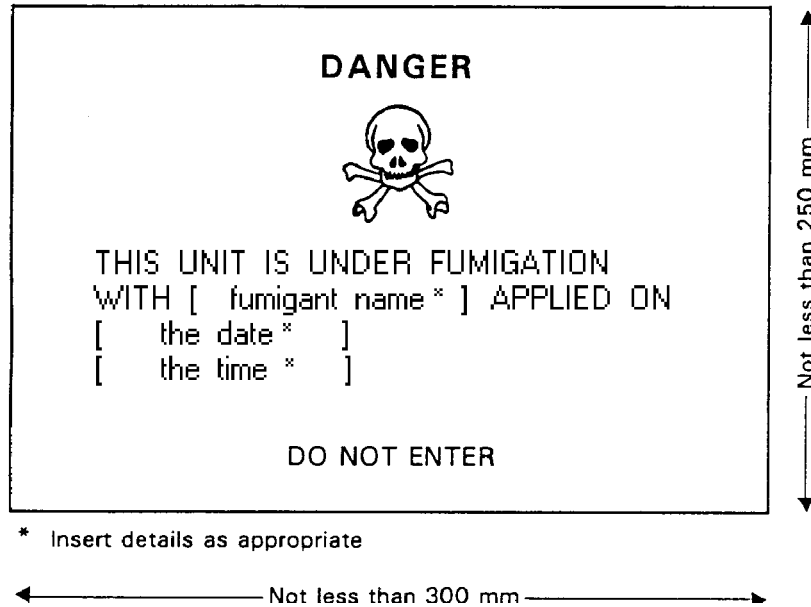 DANGER
THIS UNIT IS UNDER FUMIGATION
WITH [ fumigant name * ] APPLIED ON
[ the date * ]
[ the time * ]
DO NOT ENTER
* Insert details as appropriate
Not less than 300 mm
Not less than 250 mm